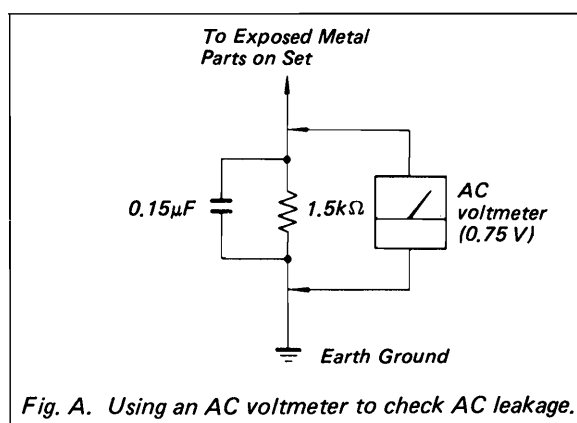 To Exposed Metal
Parts on Set
0.15μF
1.5kΩ
AC
voltmeter
(0.75 V)
Earth Ground
Fig. A. Using an AC voltmeter to check AC leakage.